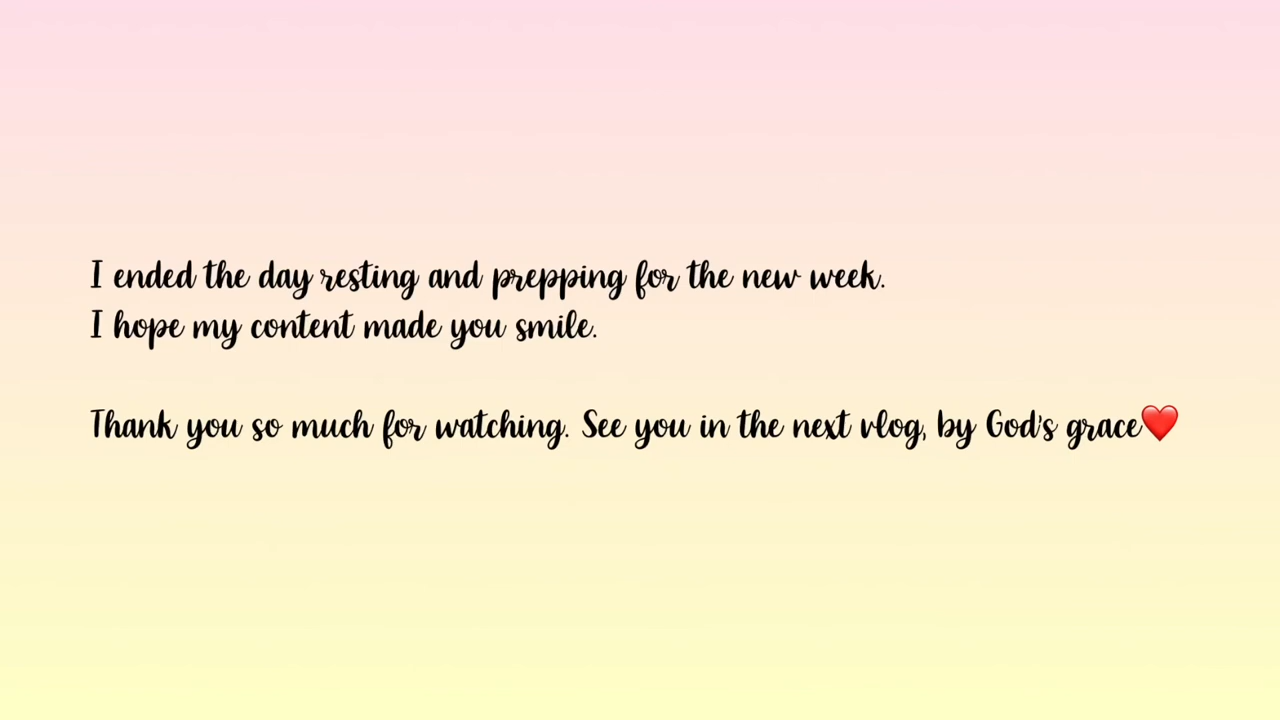 I ended the day resting and prepping for the new week.
I hope my content made you smile.
Thank you so much for watching. See you in the next vlog, by God's grace❤️